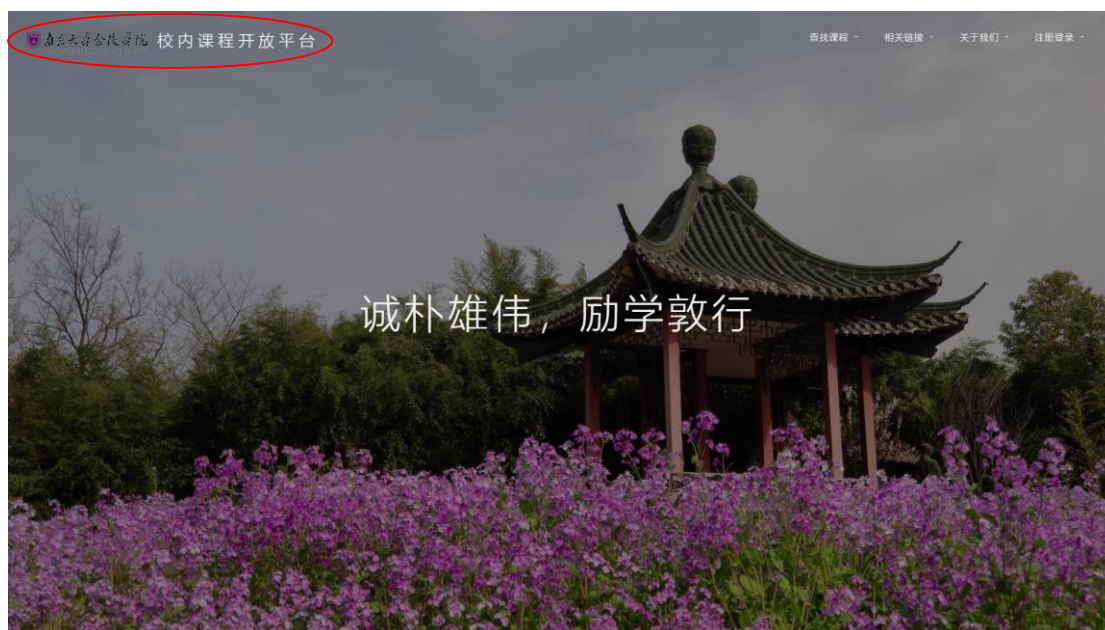 南京大学金陵学院 校内课程开放平台
查找课程 相关链接 关于我们 注册登录
诚朴雄伟，励学敦行